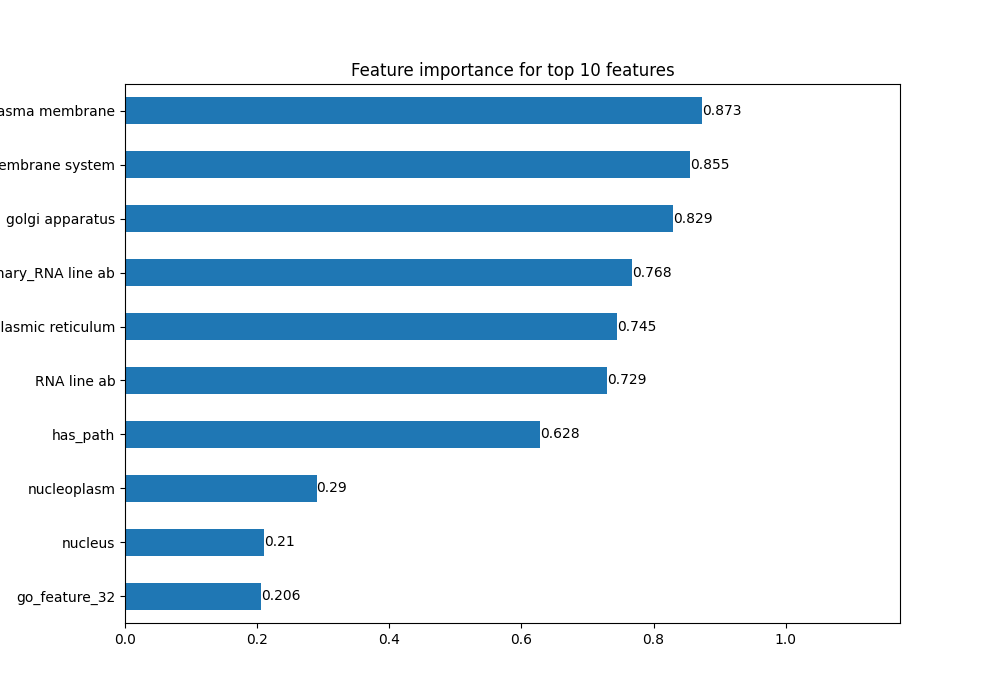 Feature importance for top 10 features
asma membrane 0.873
embrane system 0.855
golgi apparatus 0.829
nary_RNA line ab 0.768
lasmic reticulum 0.745
RNA line ab 0.729
has_path 0.628
nucleoplasm 0.29
nucleus 0.21
go_feature_32 0.206
0.0 0.2 0.4 0.6 0.8 1.0